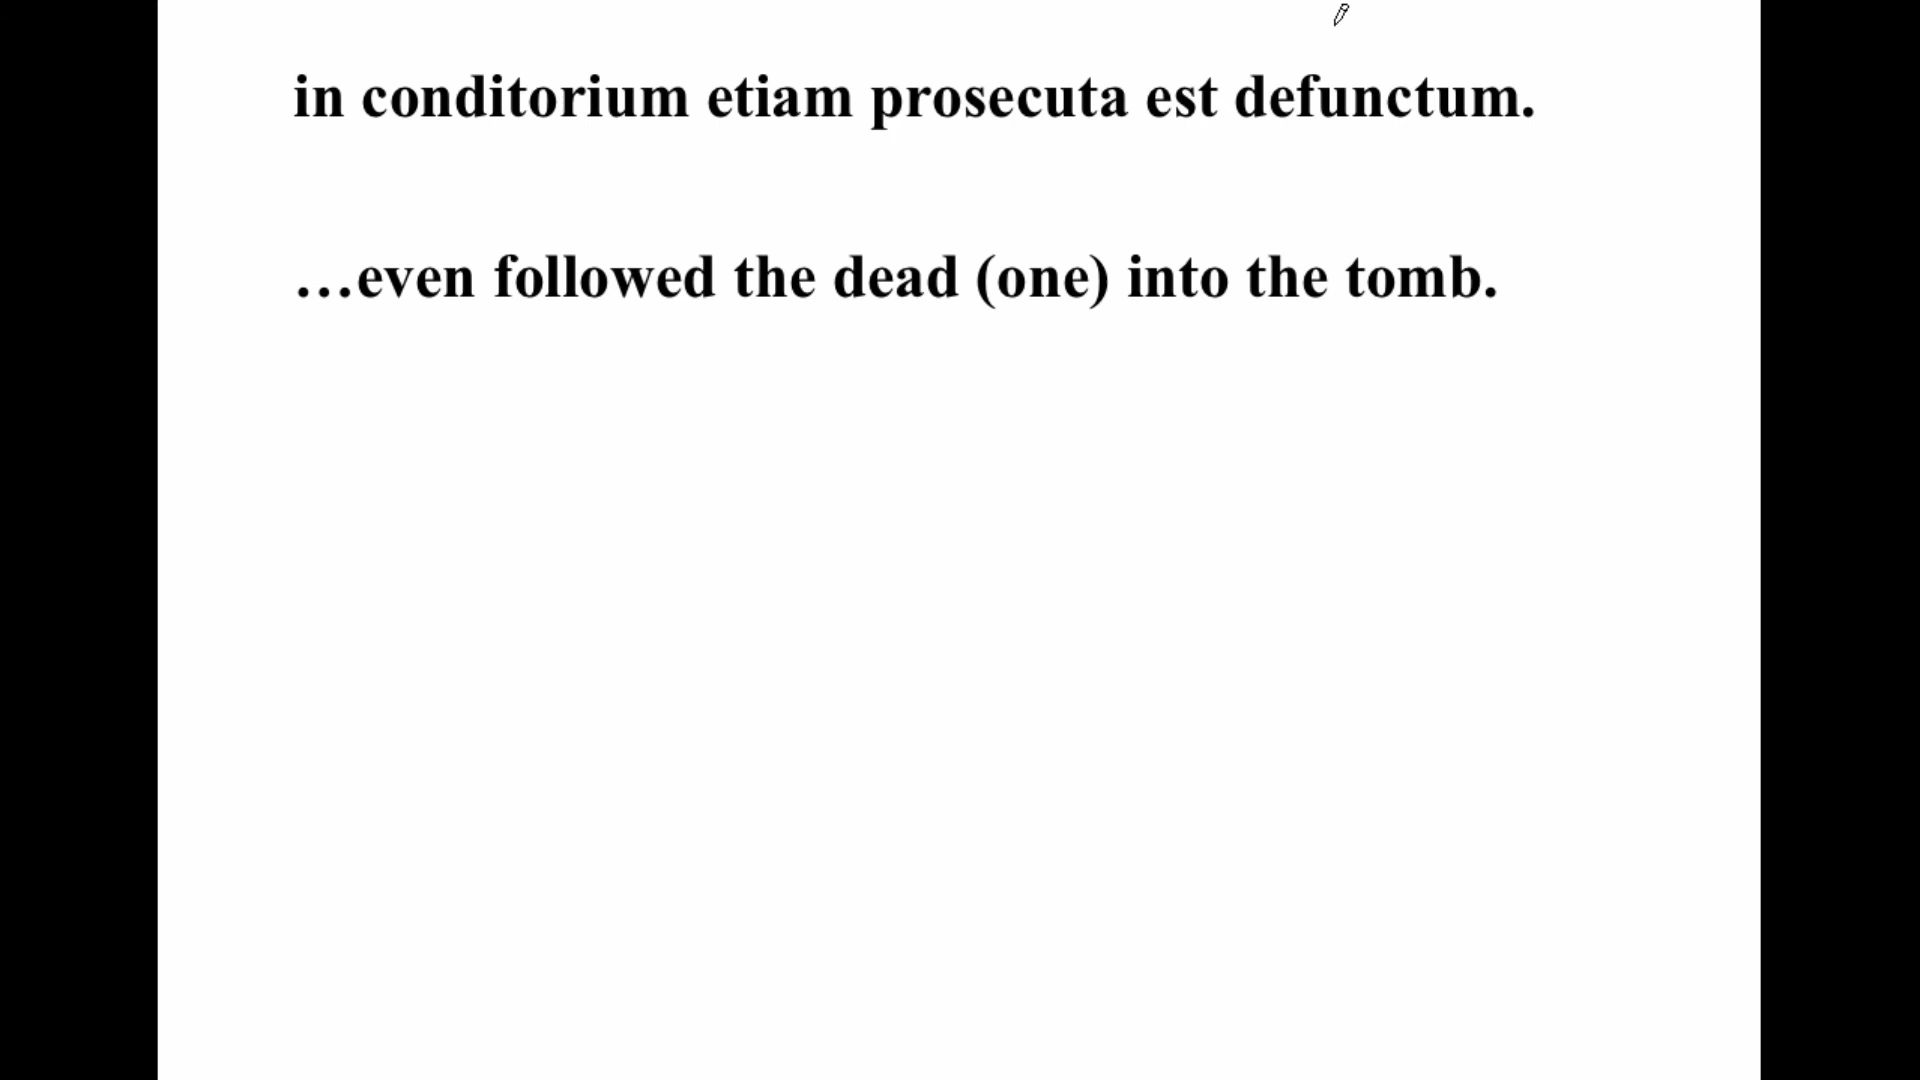 in conditorium etiam prosecuta est defunctum.
…even followed the dead (one) into the tomb.